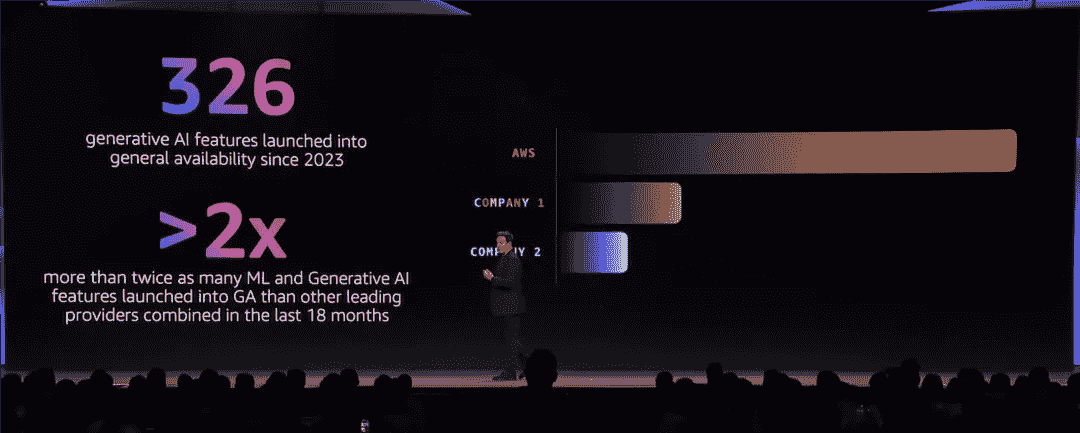 326
generative AI features launched into
general availability since 2023
>2x
more than twice as many ML and Generative AI
features launched into GA than other leading
providers combined in the last 18 months
AWS
COMPANY 1
COMPANY 2